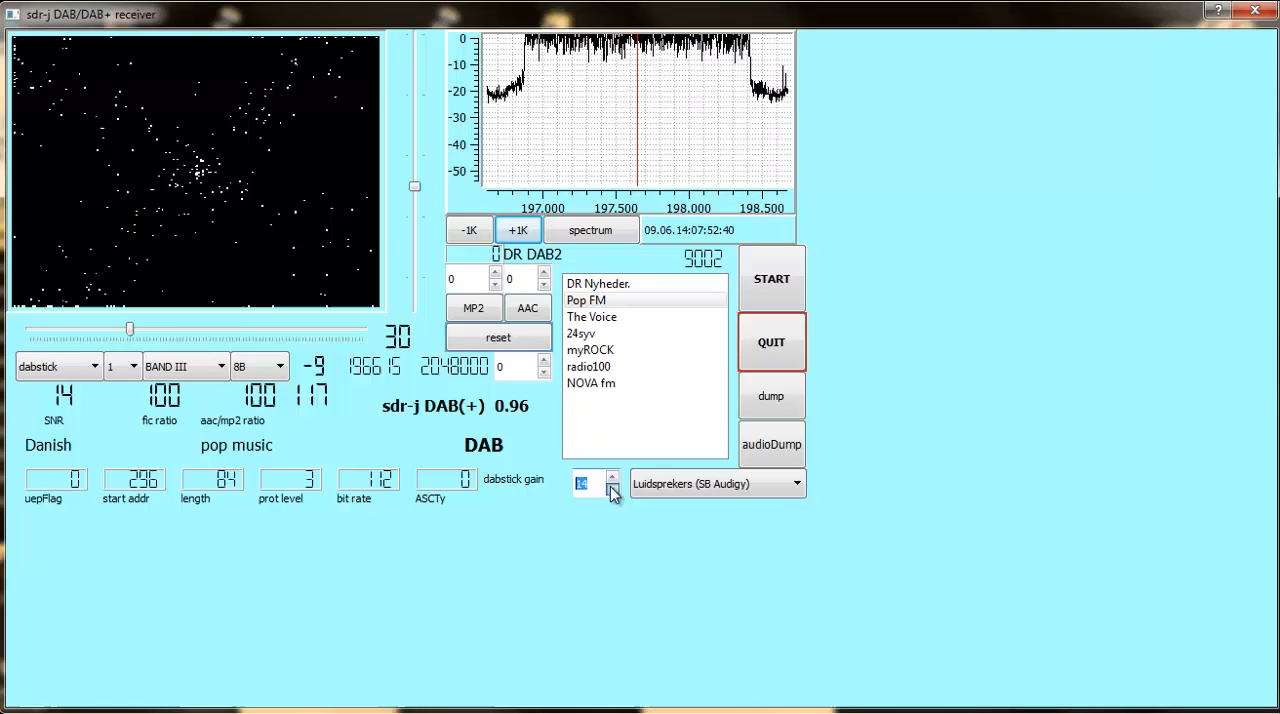 sdr-j DAB/DAB+ receiver
?
0
-10
-20
-30
-40
-50
197.000 197.500 198.000 198.500
-1K +1K spectrum 09.06.14:07:52:40
0 DR DAB2 9002
0 0
MP2 AAC
reset
DR Nyheder.
Pop FM
The Voice
24syv
myROCK
radio100
NOVA fm
START
QUIT
dump
audioDump
30
dabstick 1 BAND III 8B -9 196615 2048000 0
14 100 100 117
SNR fic ratio aac/mp2 ratio
sdr-j DAB(+) 0.96
Danish pop music DAB
0 296 84 3 112 0 dabstick gain 14 Luidsprekers (SB Audigy)
uepFlag start addr length prot level bit rate ASCTy